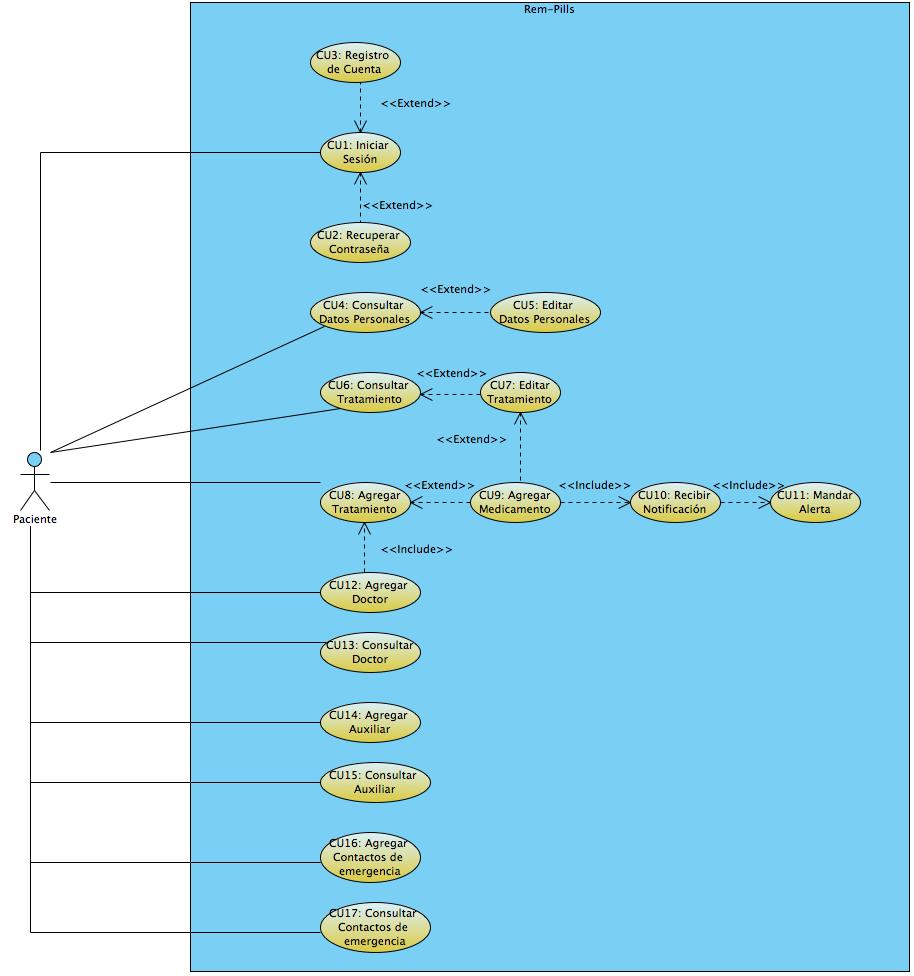 Rem-Pills
CU3: Registro
de Cuenta
<<Extend>>
CU1: Iniciar
Sesión
<<Extend>>
CU2: Recuperar
Contraseña
CU4: Consultar
Datos Personales
<<Extend>>
CU5: Editar
Datos Personales
CU6: Consultar
Tratamiento
<<Extend>>
CU7: Editar
Tratamiento
<<Extend>>
Paciente
CU8: Agregar
Tratamiento
<<Extend>>
CU9: Agregar
Medicamento
<<Include>>
CU10: Recibir
Notificación
<<Include>>
CU11: Mandar
Alerta
<<Include>>
CU12: Agregar
Doctor
CU13: Consultar
Doctor
CU14: Agregar
Auxiliar
CU15: Consultar
Auxiliar
CU16: Agregar
Contactos de
emergencia
CU17: Consultar
Contactos de
emergencia